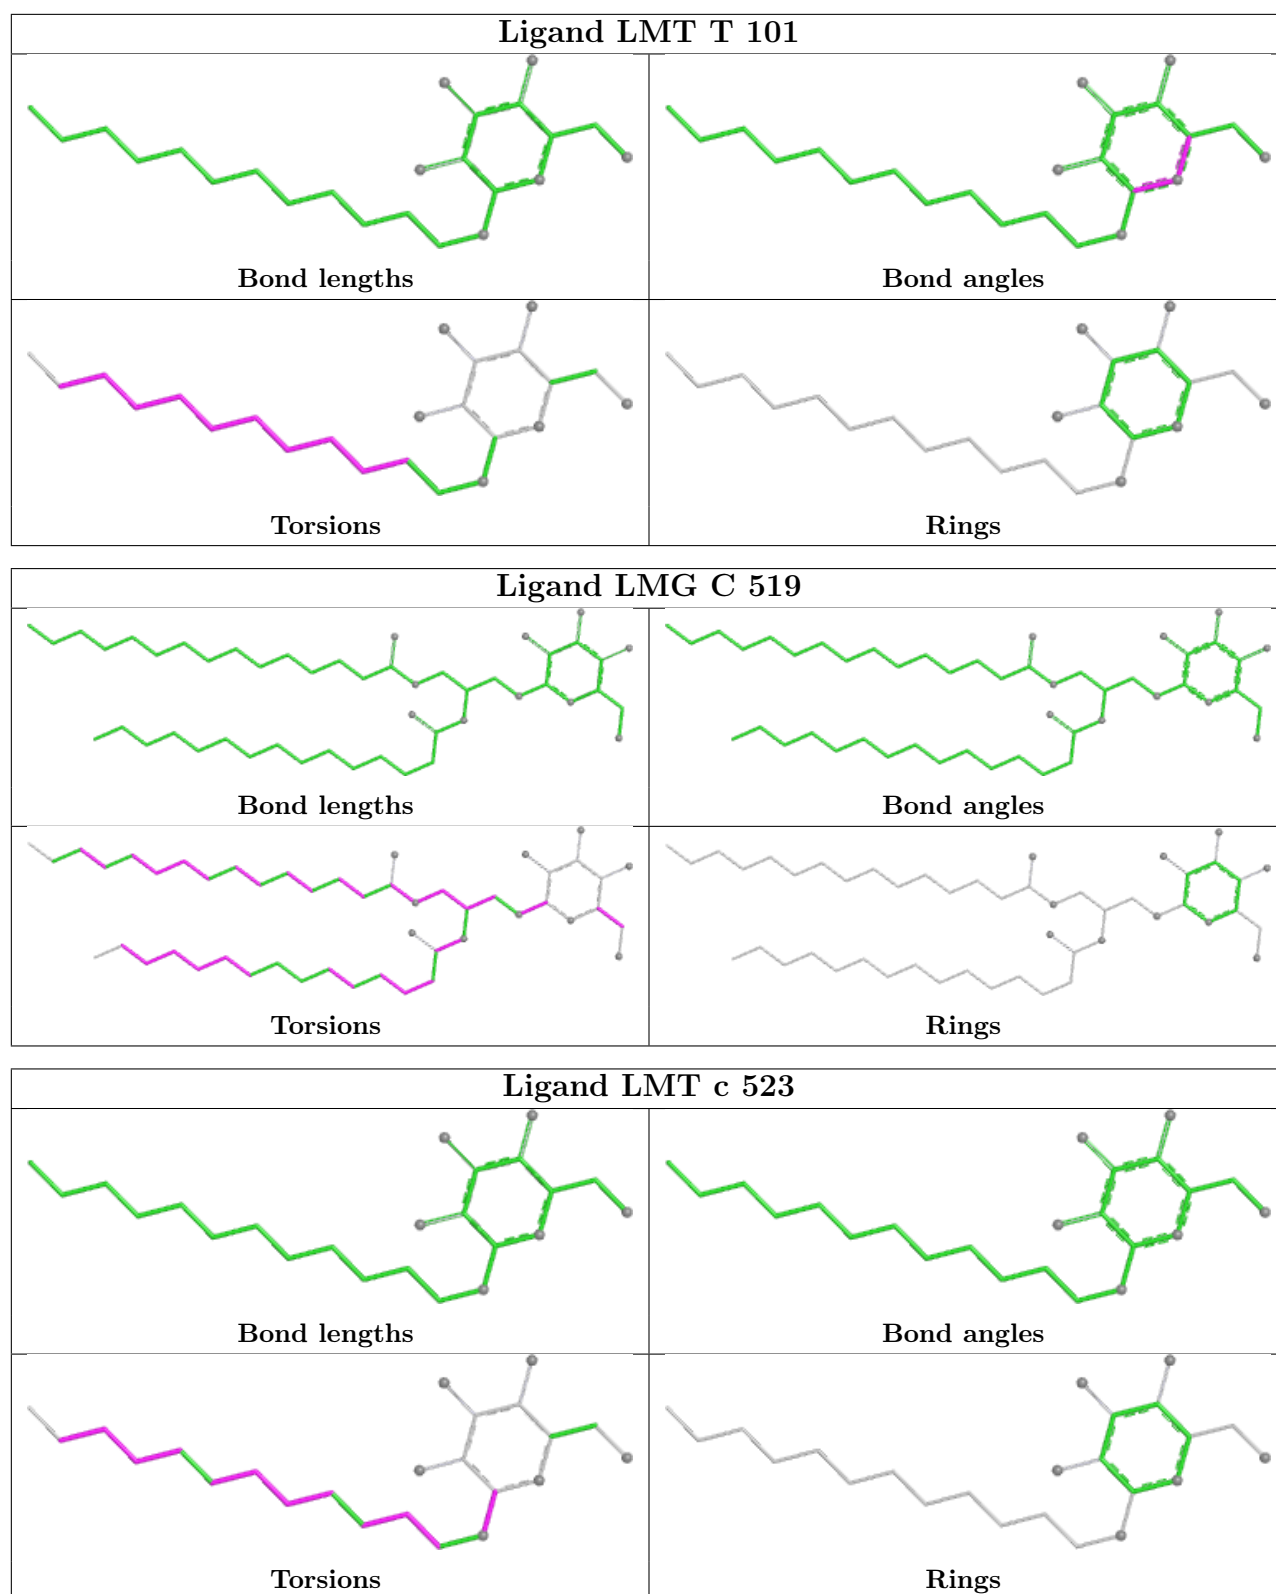 Ligand LMT T 101
Bond lengths
Bond angles
Torsions
Rings
Ligand LMG C 519
Bond lengths
Bond angles
Torsions
Rings
Ligand LMT c 523
Bond lengths
Bond angles
Torsions
Rings